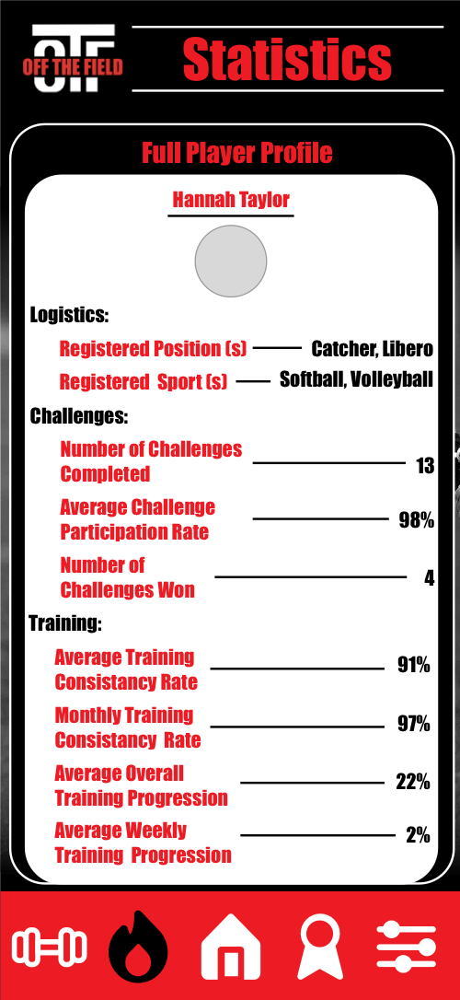 OTF
OFF THE FIELD
Statistics
Full Player Profile
Hannah Taylor
Logistics:
Registered Position (s) Catcher, Libero
Registered Sport (s) Softball, Volleyball
Challenges:
Number of Challenges
Completed 13
Average Challenge
Participation Rate 98%
Number of
Challenges Won 4
Training:
Average Training
Consistancy Rate 91%
Monthly Training
Consistancy Rate 97%
Average Overall
Training Progression 22%
Average Weekly
Training Progression 2%